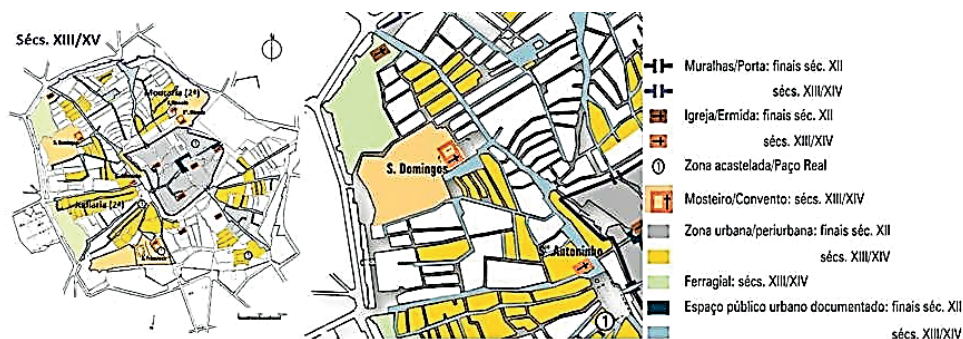 Sécs. XIII/XV
N
Mouraria (2ª)
S. Domingos
Judiaria (2ª)
S. Domingos
Stº Antoninho
1
Muralhas/Porta: finais séc. XII
sécs. XIII/XIV
Igreja/Ermida: finais séc. XII
sécs. XIII/XIV
1 Zona acastelada/Paço Real
Mosteiro/Convento: sécs. XIII/XIV
Zona urbana/periurbana: finais séc. XII
sécs. XIII/XIV
Ferragial: sécs. XIII/XIV
Espaço público urbano documentado: finais séc. XII
sécs. XIII/XIV